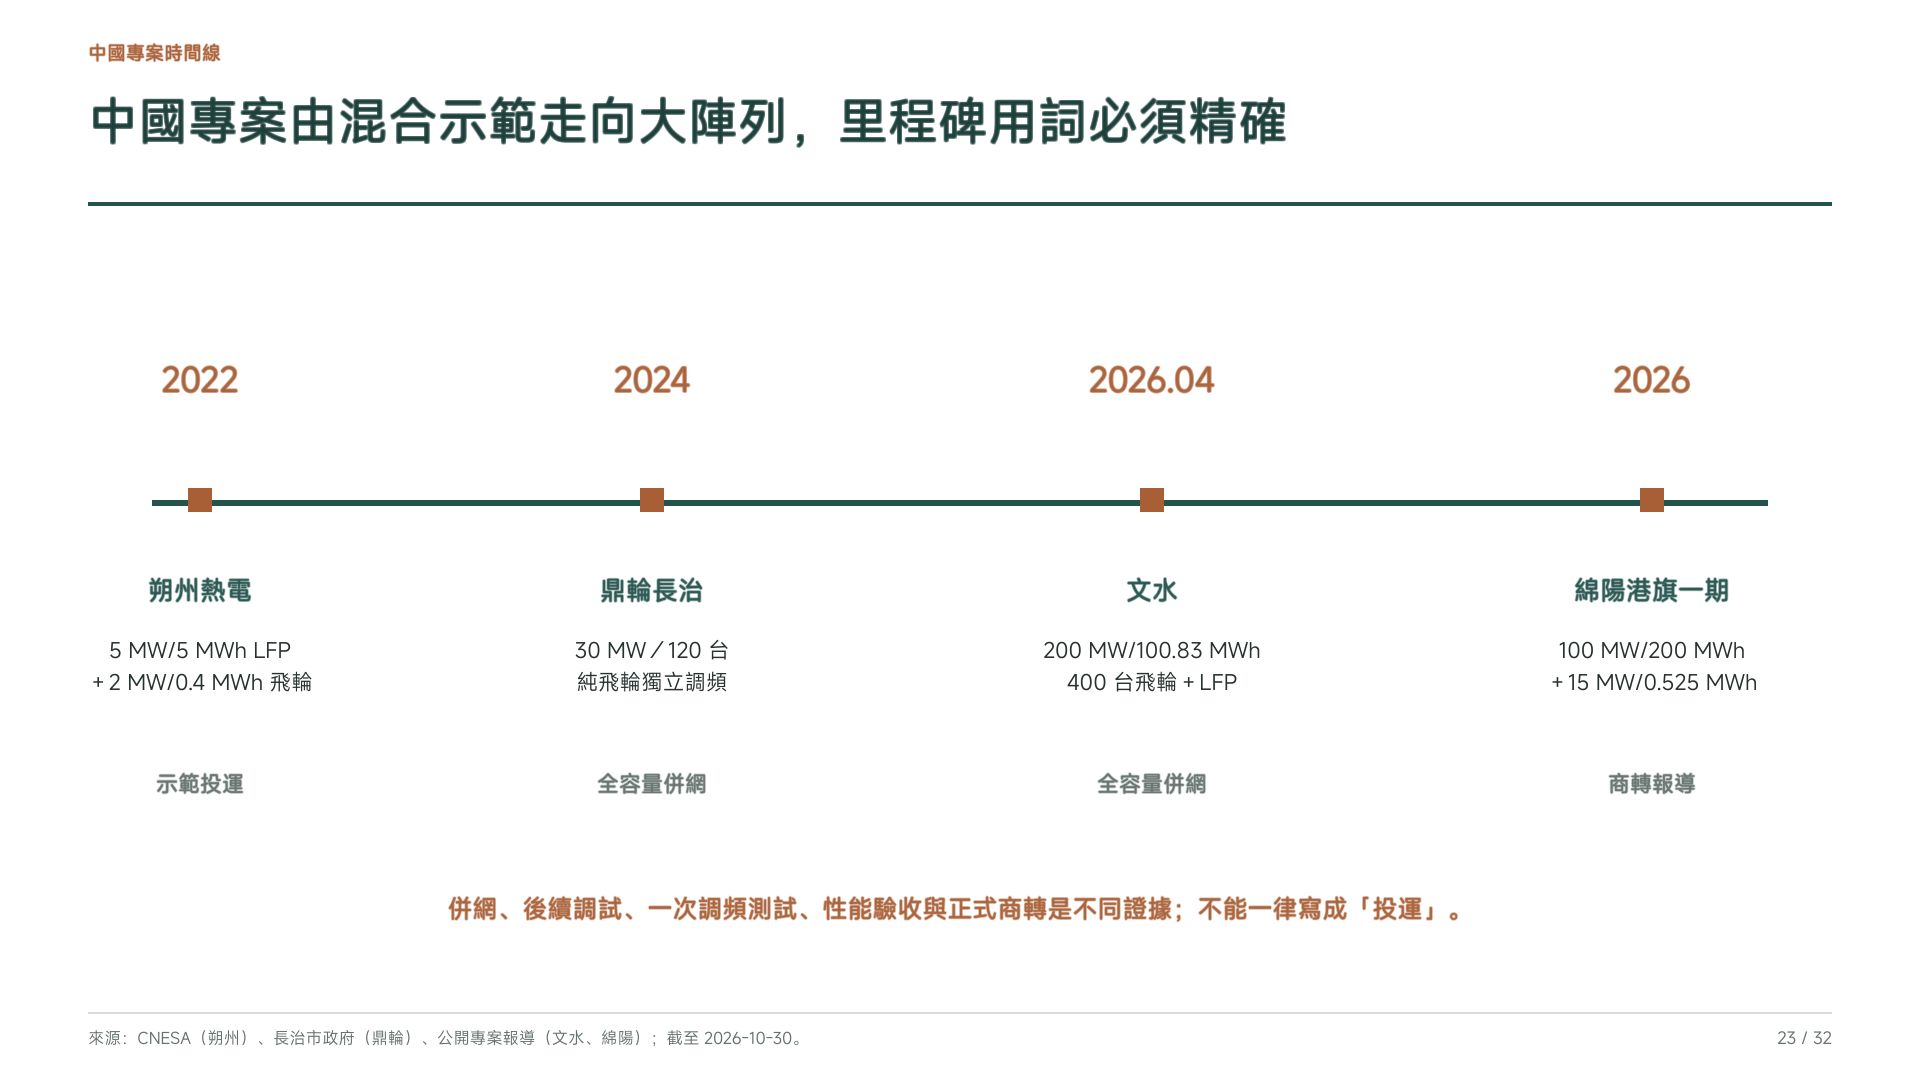 中國專案時間線
中國專案由混合示範走向大陣列，里程碑用詞必須精確
2022
2024
2026.04
2026
朔州熱電
5 MW/5 MWh LFP
+ 2 MW/0.4 MWh 飛輪
示範投運
鼎輪長治
30 MW／120 台
純飛輪獨立調頻
全容量併網
文水
200 MW/100.83 MWh
400 台飛輪 + LFP
全容量併網
綿陽港旗一期
100 MW/200 MWh
+ 15 MW/0.525 MWh
商轉報導
併網、後續調試、一次調頻測試、性能驗收與正式商轉是不同證據；不能一律寫成「投運」。
來源：CNESA（朔州）、長治市政府（鼎輪）、公開專案報導（文水、綿陽）；截至 2026-10-30。
23 / 32